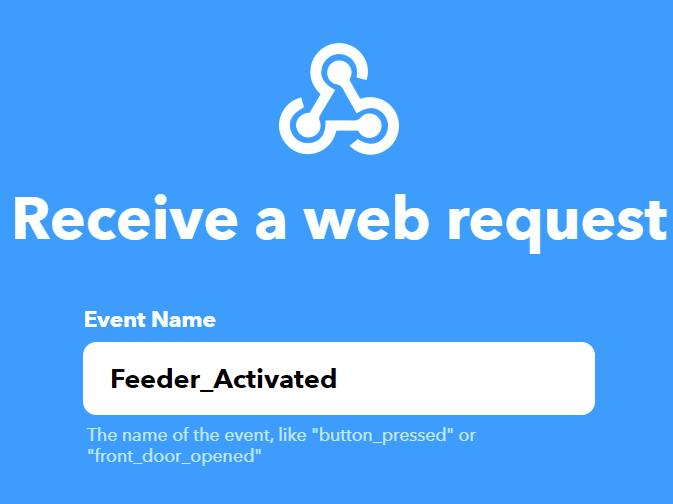 Receive a web request
Event Name
Feeder_Activated
The name of the event, like "button_pressed" or
"front_door_opened"